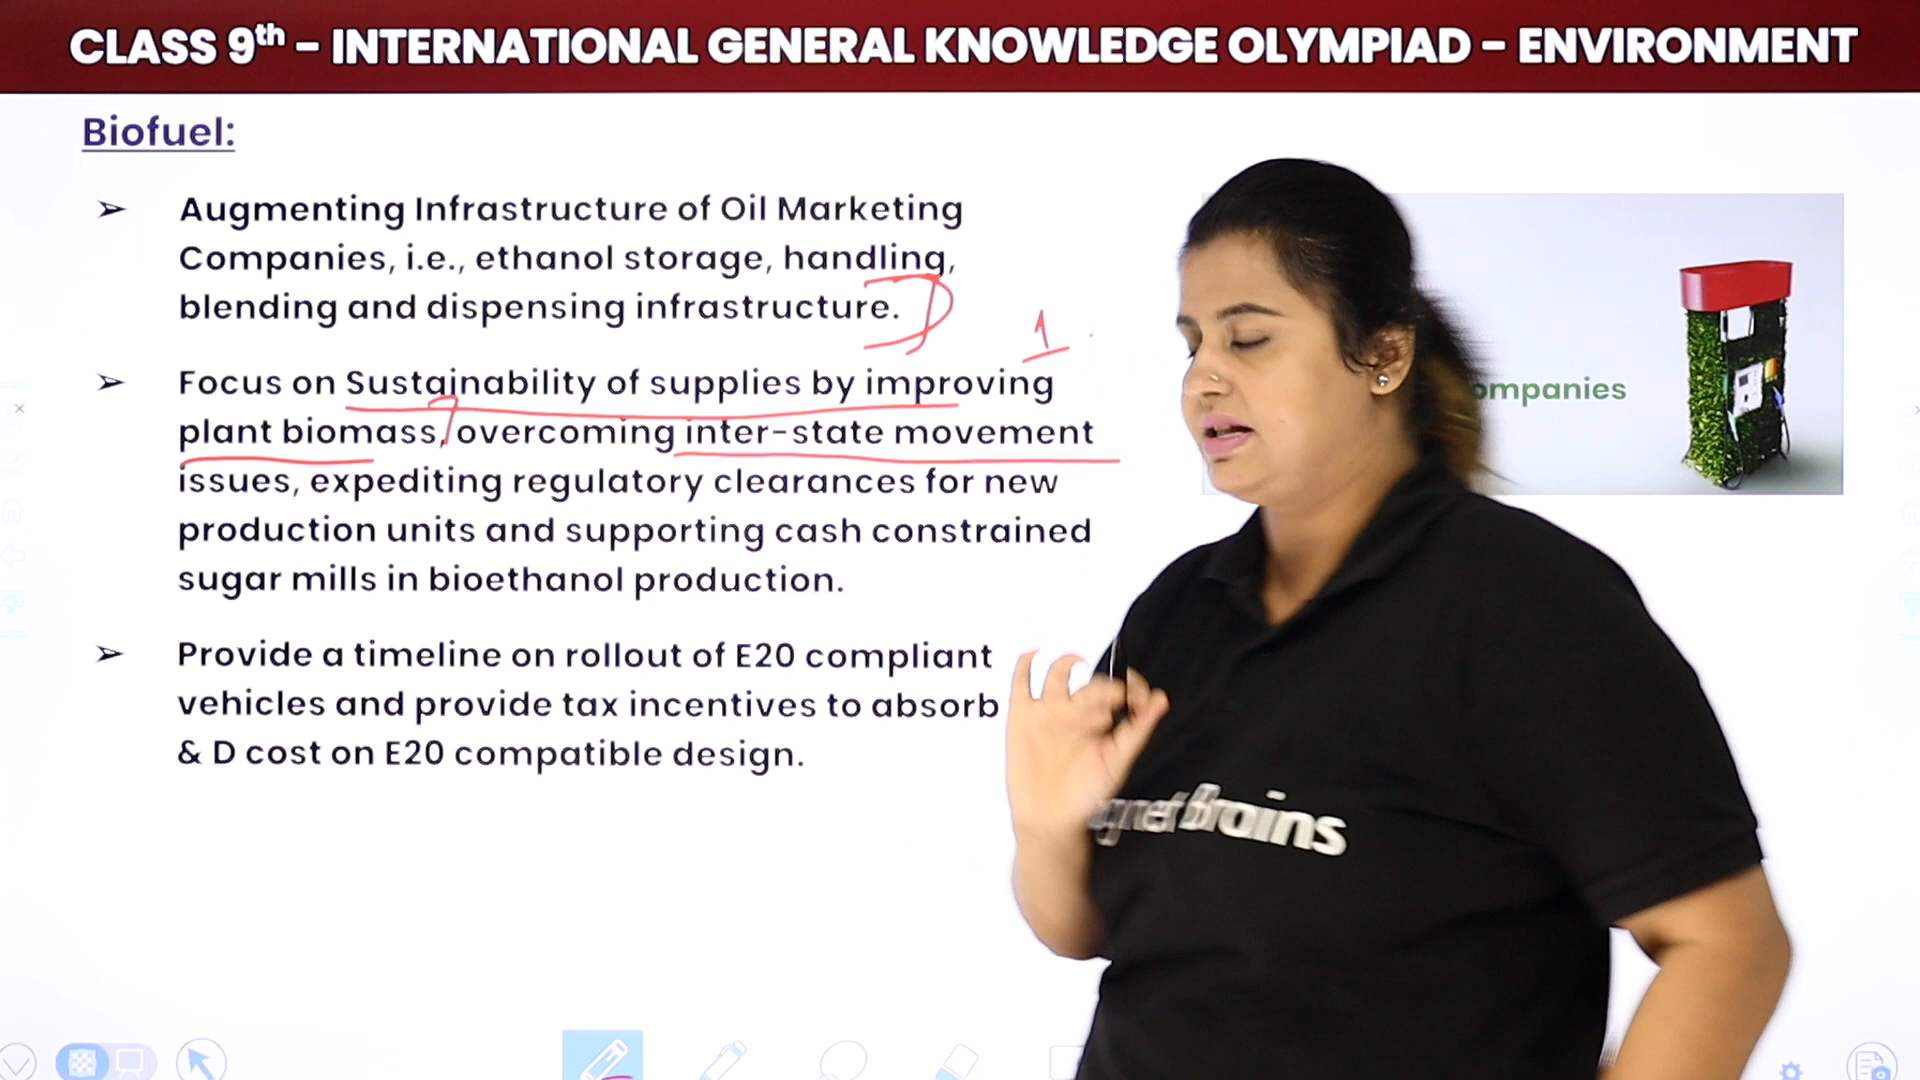 CLASS 9th - INTERNATIONAL GENERAL KNOWLEDGE OLYMPIAD - ENVIRONMENT
Biofuel:
➢ Augmenting Infrastructure of Oil Marketing
Companies, i.e., ethanol storage, handling,
blending and dispensing infrastructure.
1
➢ Focus on Sustainability of supplies by improving
plant biomass, overcoming inter-state movement
issues, expediting regulatory clearances for new
production units and supporting cash constrained
sugar mills in bioethanol production.
➢ Provide a timeline on rollout of E20 compliant
vehicles and provide tax incentives to absorb
& D cost on E20 compatible design.
ompanies
gnet Brains